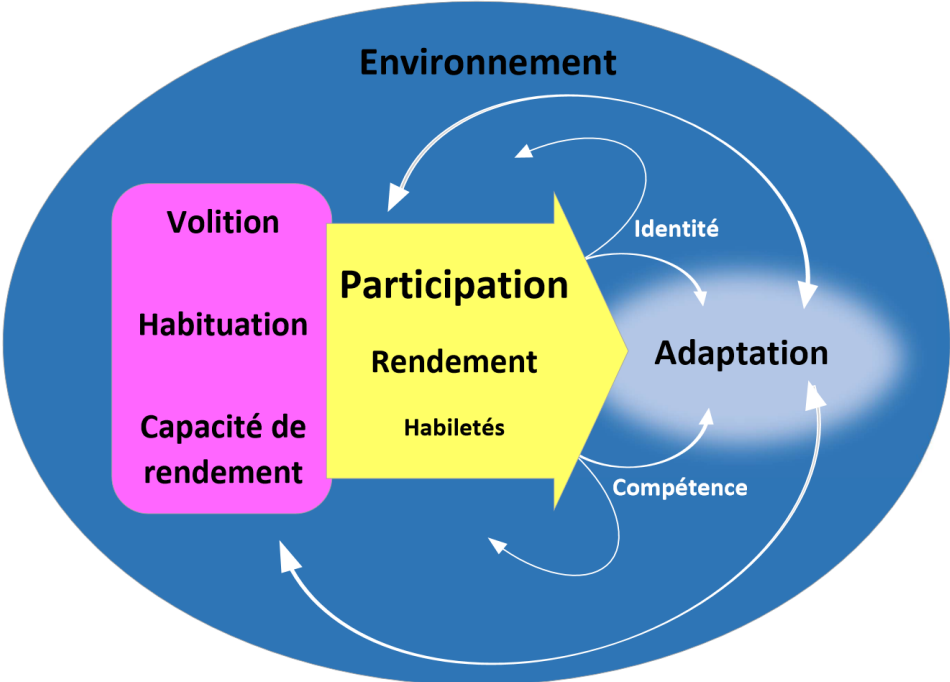 Environnement
Volition
Habituation
Capacité de
rendement
Participation
Rendement
Habiletés
Identité
Adaptation
Compétence